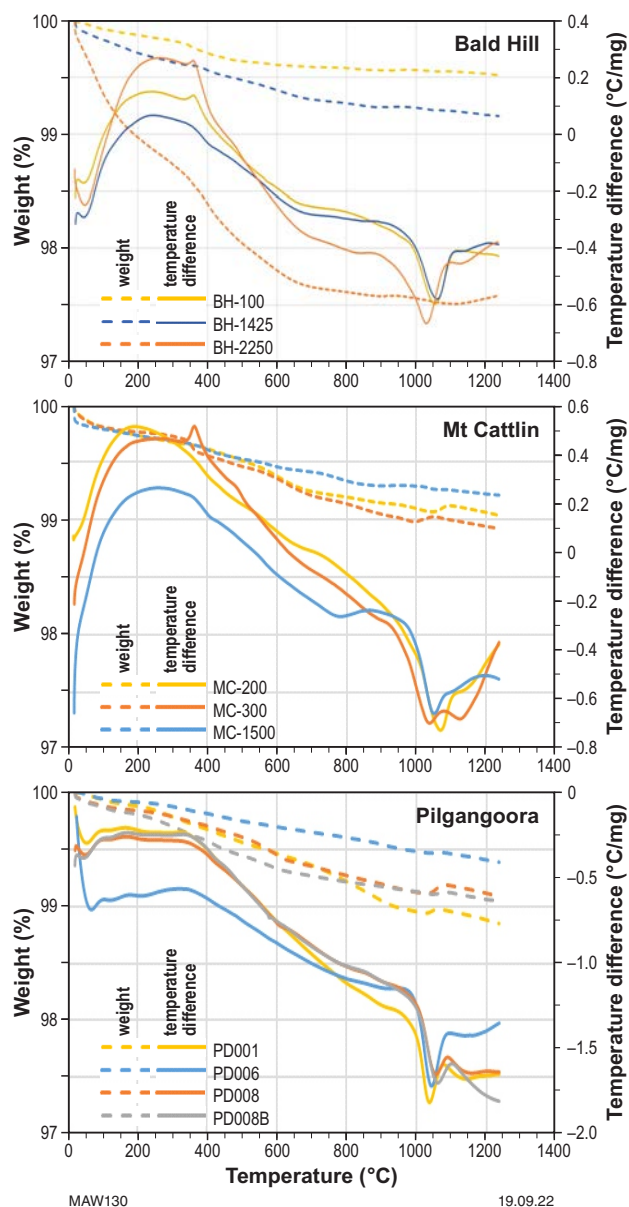 Bald Hill
Weight (%)
100
99
98
97
0.4
0.2
0
–0.2
–0.4
–0.6
–0.8
Temperature difference (°C/mg)
weight
temperature
difference
BH-100
BH-1425
BH-2250
0 200 400 600 800 1000 1200 1400
Mt Cattlin
Weight (%)
100
99
98
97
0.6
0.4
0.2
0
–0.2
–0.4
–0.6
–0.8
Temperature difference (°C/mg)
weight
temperature
difference
MC-200
MC-300
MC-1500
0 200 400 600 800 1000 1200 1400
Pilgangoora
Weight (%)
100
99
98
97
0
–0.5
–1.0
–1.5
–2.0
Temperature difference (°C/mg)
weight
temperature
difference
PD001
PD006
PD008
PD008B
0 200 400 600 800 1000 1200 1400
Temperature (°C)
MAW130 19.09.22